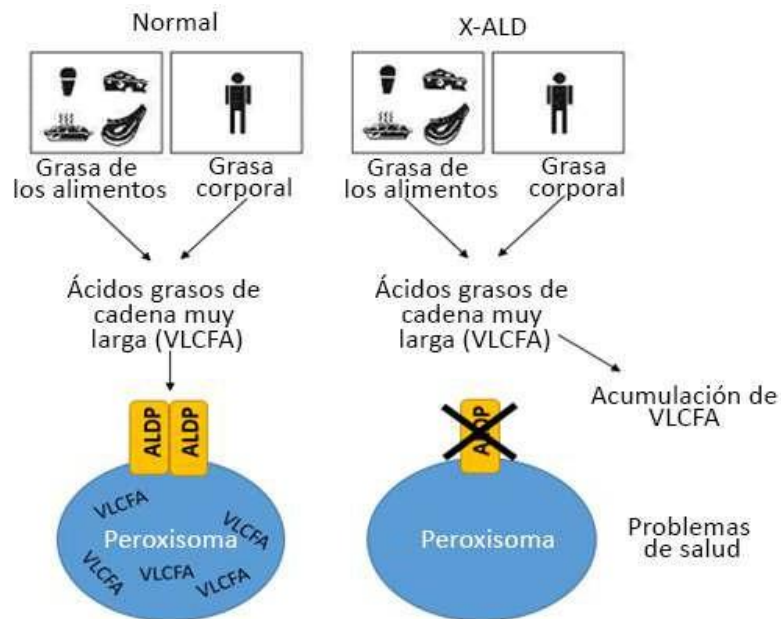 Normal
Grasa de
los alimentos
Grasa
corporal
Ácidos grasos de
cadena muy
larga (VLCFA)
ALDP
ALDP
VLCFA
Peroxisoma
VLCFA
VLCFA
VLCFA
VLCFA
X-ALD
Grasa de
los alimentos
Grasa
corporal
Ácidos grasos de
cadena muy
larga (VLCFA)
Acumulación de
VLCFA
ALDP
Peroxisoma
Problemas
de salud